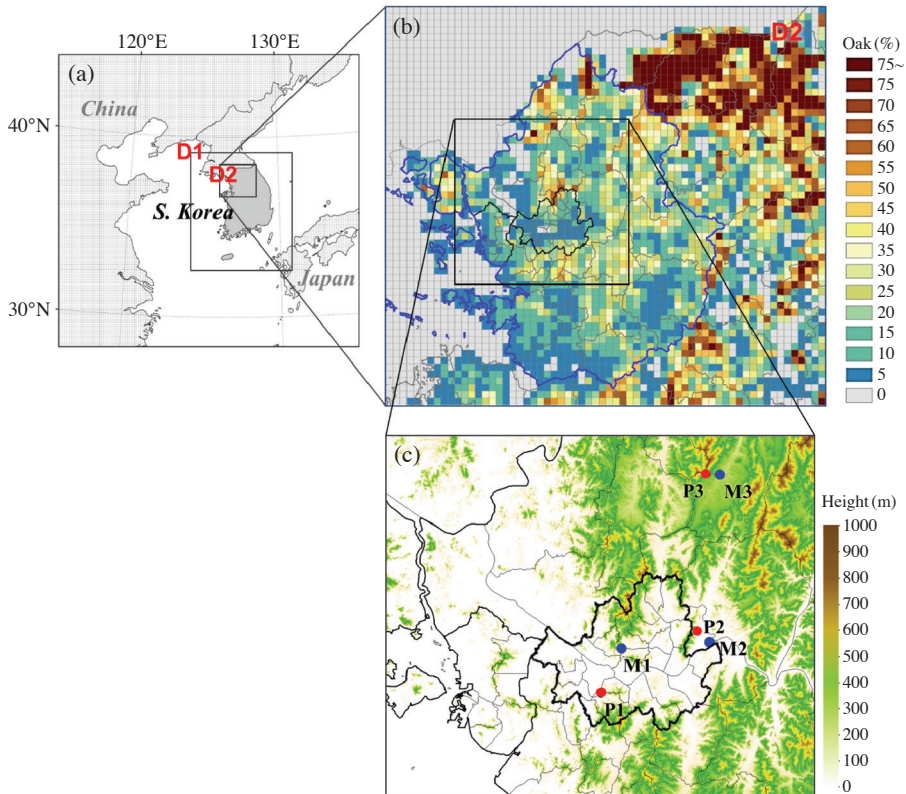 120°E 130°E
(a)
China
40°N
D1
D2
S. Korea
Japan
30°N
(b)
D2
Oak (%)
75~
75
70
65
60
55
50
45
40
35
30
25
20
15
10
5
0
(c)
P3 M3
P2
M2
M1
P1
Height (m)
1000
900
800
700
600
500
400
300
200
100
0